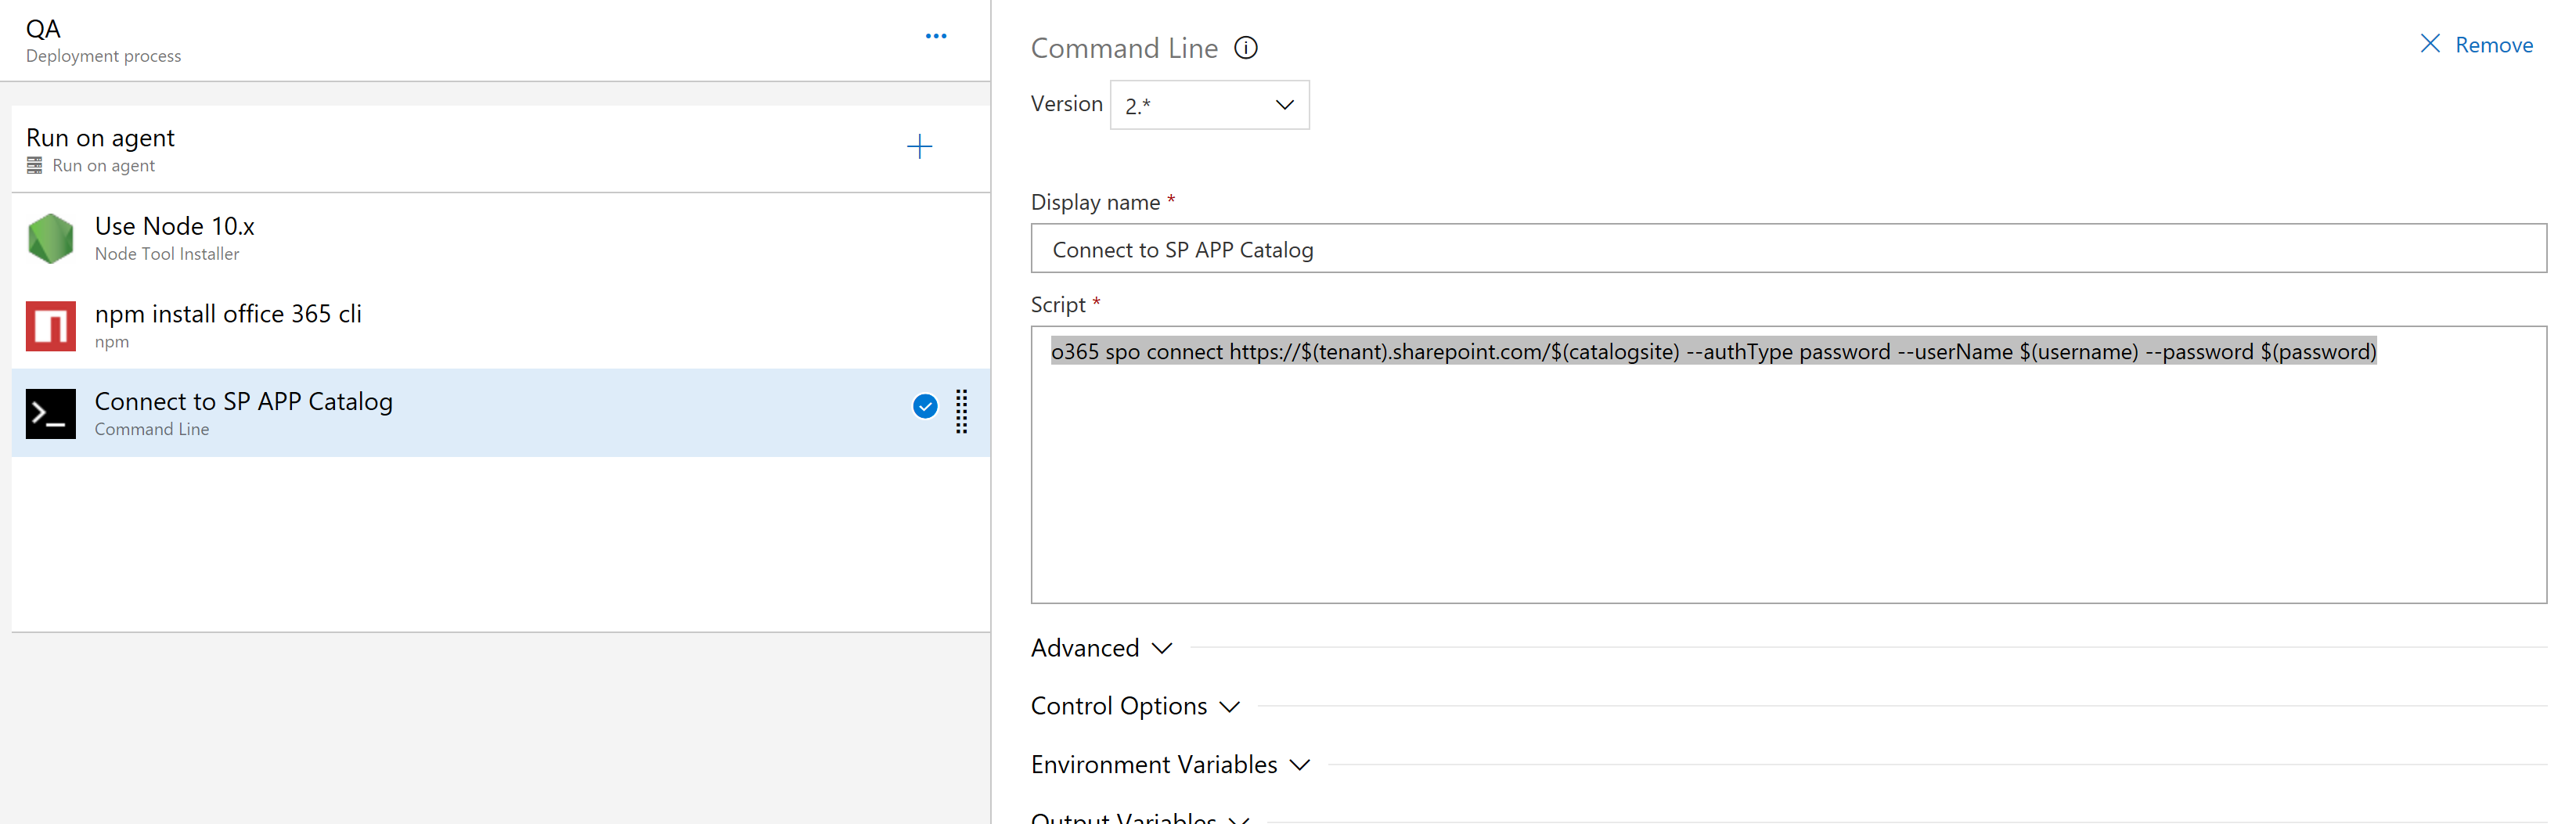 QA
Deployment process
Run on agent
Run on agent
Use Node 10.x
Node Tool Installer
npm install office 365 cli
npm
Connect to SP APP Catalog
Command Line
Command Line
Remove
Version 2.*
Display name *
Connect to SP APP Catalog
Script *
o365 spo connect https://$(tenant).sharepoint.com/$(catalogsite) --authType password --userName $(username) --password $(password)
Advanced
Control Options
Environment Variables
Output Variables